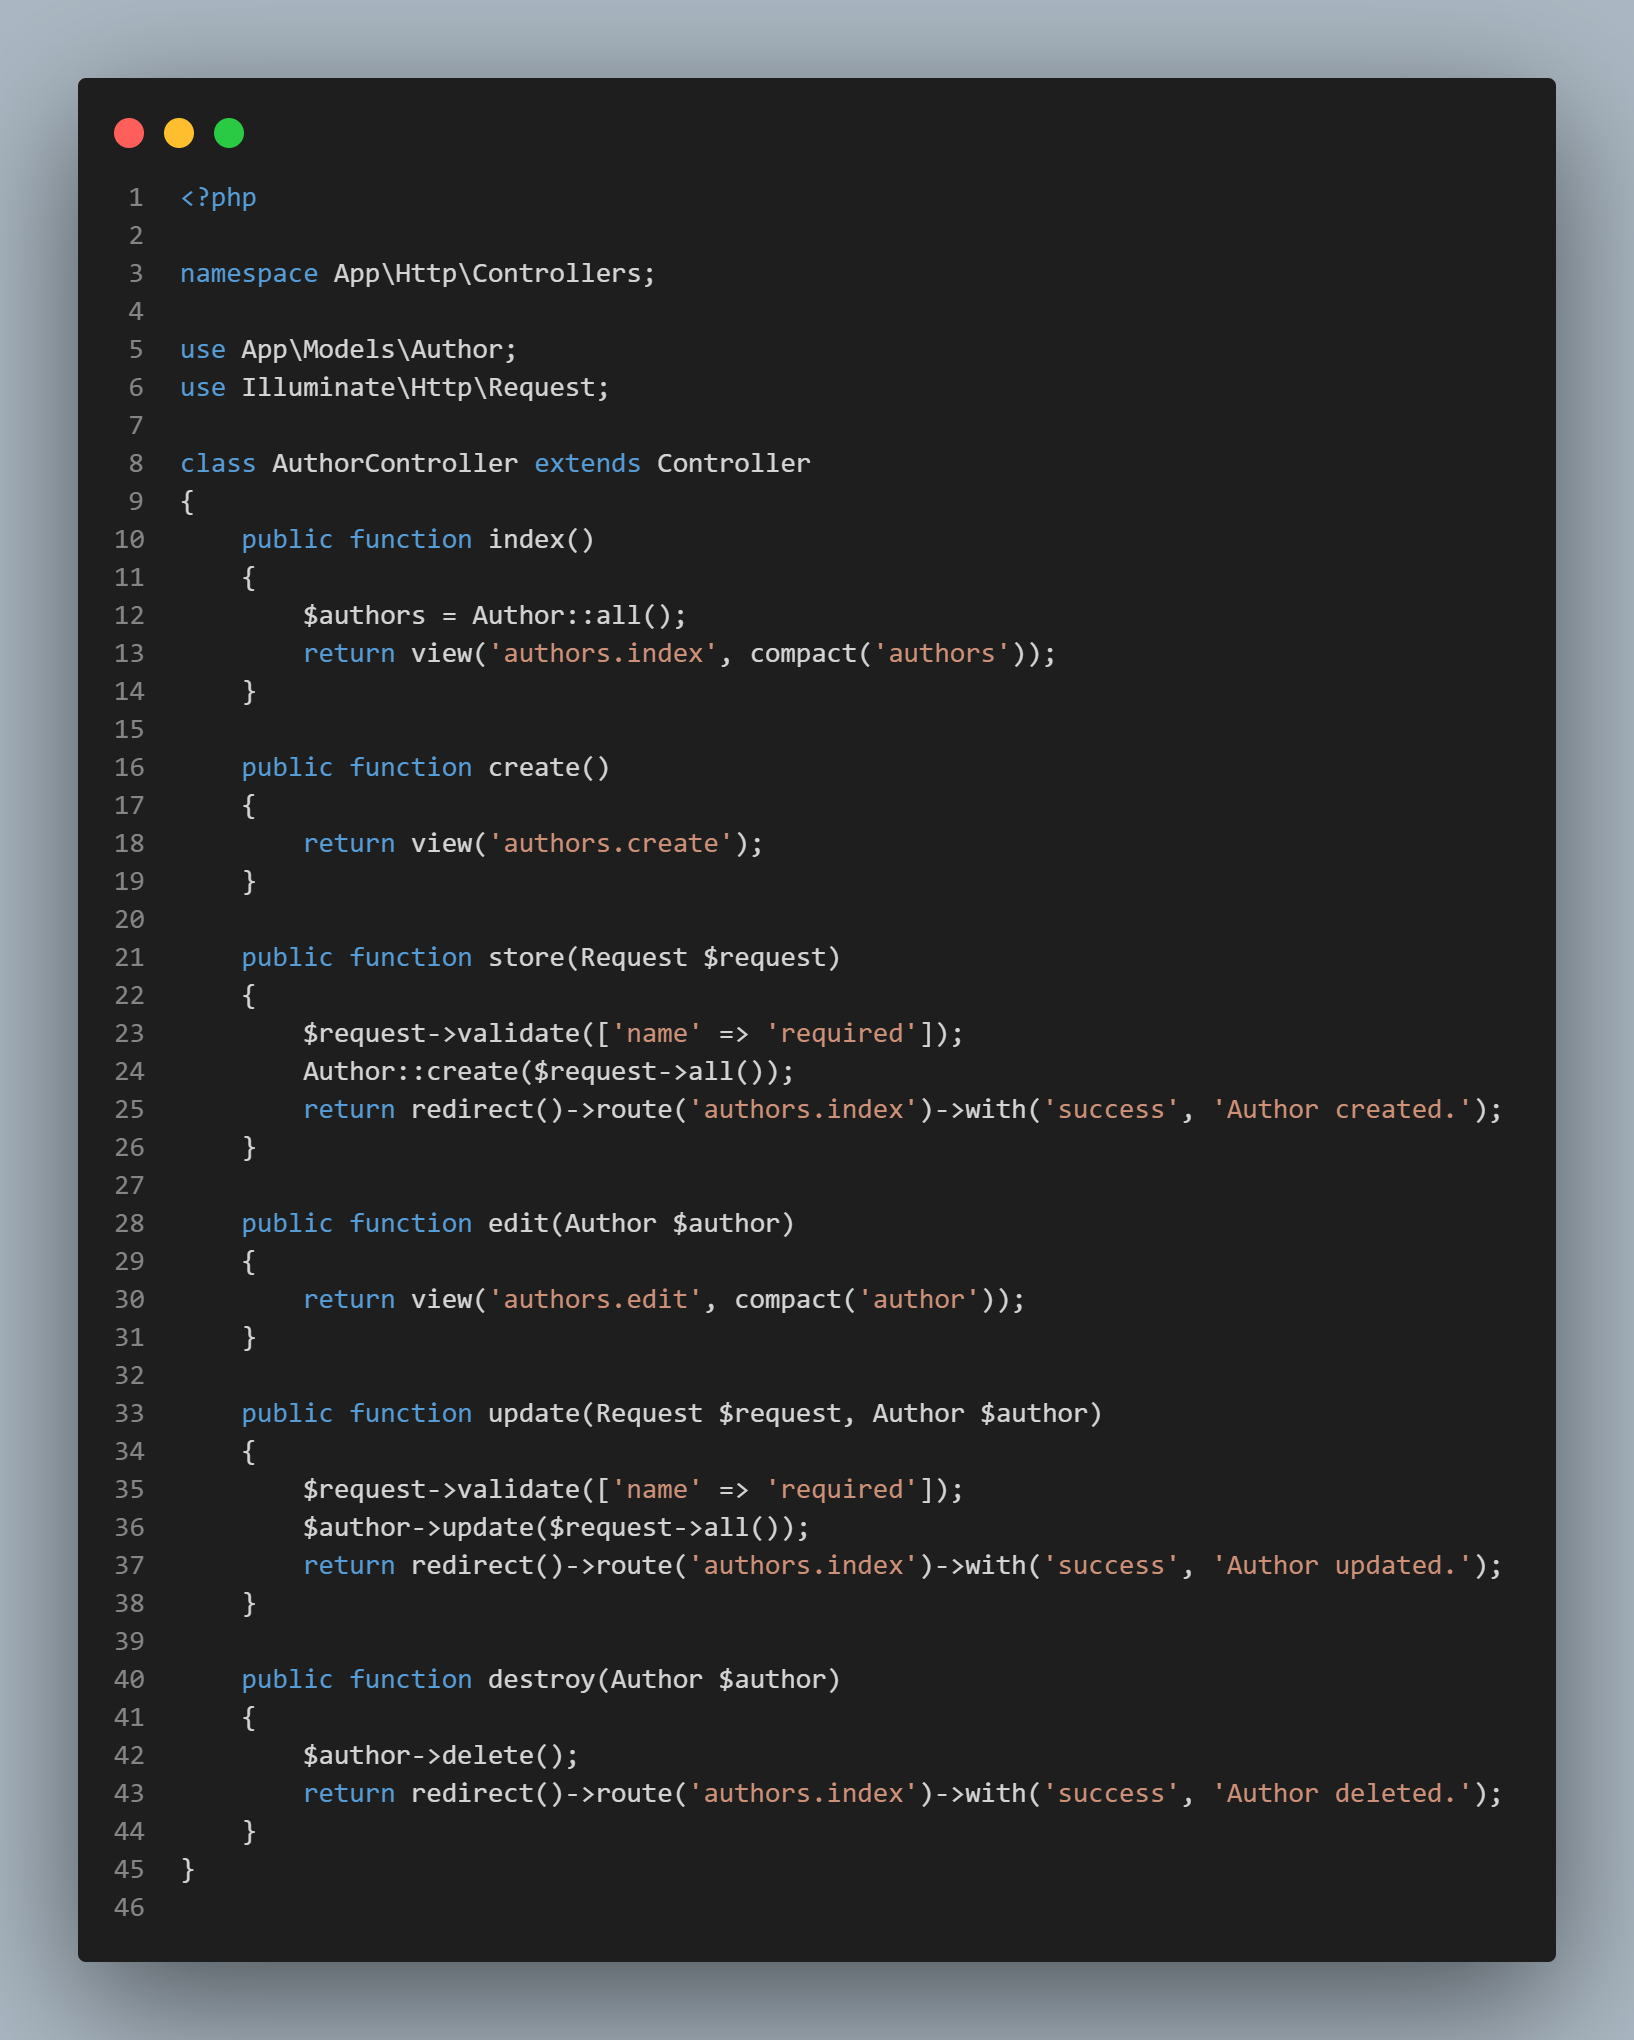 1 <?php
2
3 namespace App\Http\Controllers;
4
5 use App\Models\Author;
6 use Illuminate\Http\Request;
7
8 class AuthorController extends Controller
9 {
10     public function index()
11     {
12         $authors = Author::all();
13         return view('authors.index', compact('authors'));
14     }
15
16     public function create()
17     {
18         return view('authors.create');
19     }
20
21     public function store(Request $request)
22     {
23         $request->validate(['name' => 'required']);
24         Author::create($request->all());
25         return redirect()->route('authors.index')->with('success', 'Author created.');
26     }
27
28     public function edit(Author $author)
29     {
30         return view('authors.edit', compact('author'));
31     }
32
33     public function update(Request $request, Author $author)
34     {
35         $request->validate(['name' => 'required']);
36         $author->update($request->all());
37         return redirect()->route('authors.index')->with('success', 'Author updated.');
38     }
39
40     public function destroy(Author $author)
41     {
42         $author->delete();
43         return redirect()->route('authors.index')->with('success', 'Author deleted.');
44     }
45 }
46